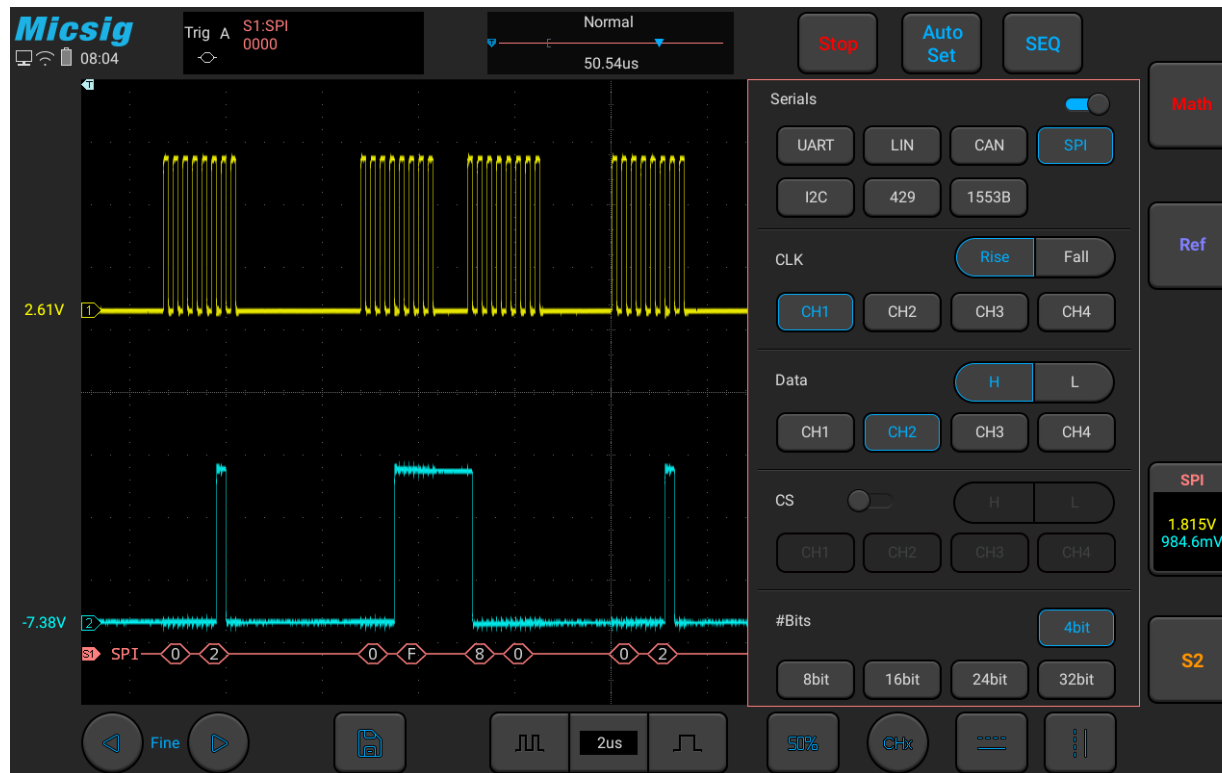 Micsig
08:04
Trig A S1:SPI
0000
Normal
50.54us
Stop
Auto
Set
SEQ
Math
T
Serials
UART LIN CAN SPI
I2C 429 1553B
Ref
CLK Rise Fall
2.61V 1
CH1 CH2 CH3 CH4
Data H L
CH1 CH2 CH3 CH4
SPI
CS H L
1.815V
984.6mV
CH1 CH2 CH3 CH4
-7.38V 2
#Bits 4bit
S1 SPI 0 2 0 F 8 0 0 2
S2
8bit 16bit 24bit 32bit
Fine
2us
50%
CHx